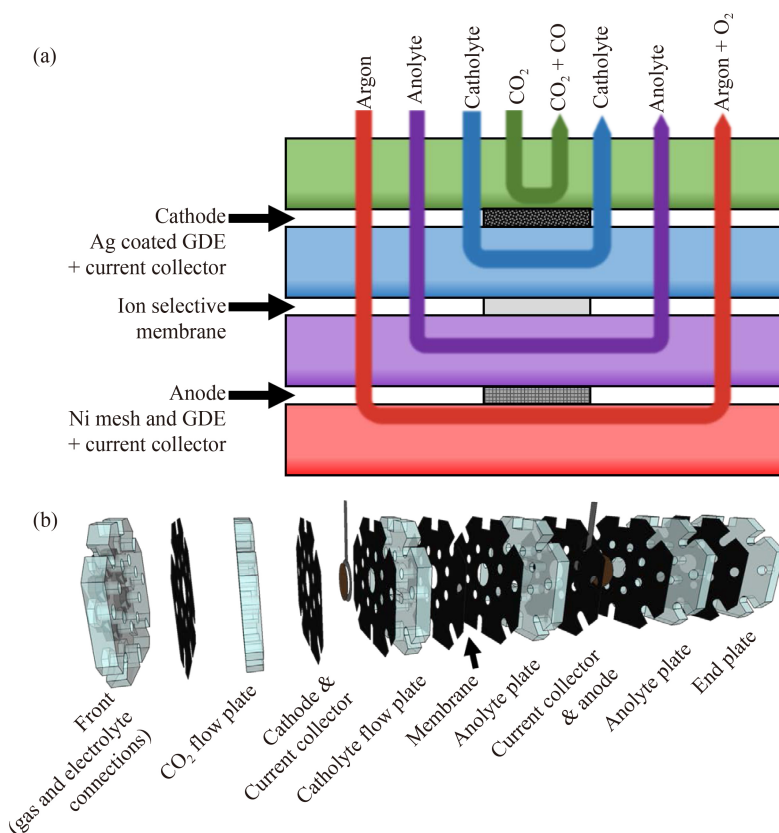 (a)
Argon
Anolyte
Catholyte
CO₂
CO₂ + CO
Catholyte
Anolyte
Argon + O₂
Cathode
Ag coated GDE
+ current collector
Ion selective
membrane
Anode
Ni mesh and GDE
+ current collector
(b)
Front
(gas and electrolyte
connections)
CO₂ flow plate
Cathode &
Current collector
Catholyte flow plate
Membrane
Anolyte plate
Current collector
& anode
Anolyte plate
End plate